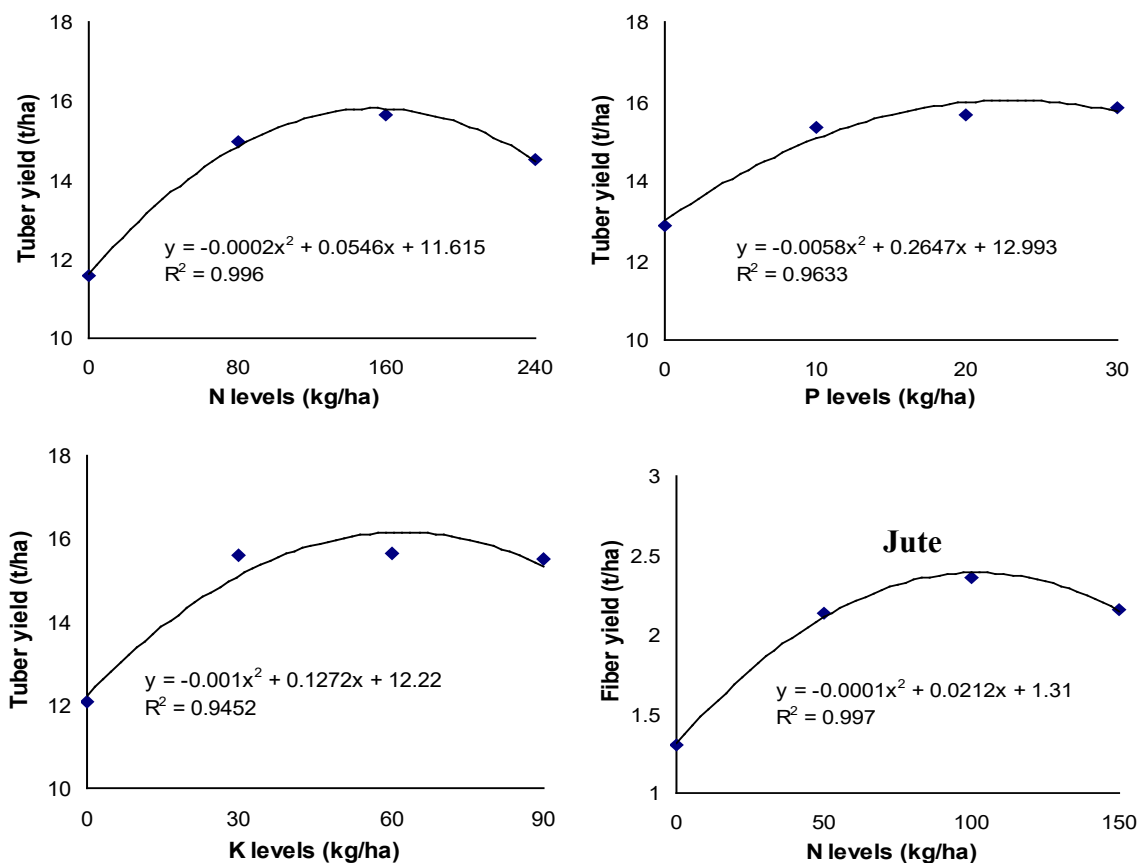 18
16
14
12
10
Tuber yield (t/ha)
y = -0.0002x² + 0.0546x + 11.615
R² = 0.996
0 80 160 240
N levels (kg/ha)
18
16
14
12
10
Tuber yield (t/ha)
y = -0.0058x² + 0.2647x + 12.993
R² = 0.9633
0 10 20 30
P levels (kg/ha)
18
16
14
12
10
Tuber yield (t/ha)
y = -0.001x² + 0.1272x + 12.22
R² = 0.9452
0 30 60 90
K levels (kg/ha)
3
2.5
2
1.5
1
Fiber yield (t/ha)
Jute
y = -0.0001x² + 0.0212x + 1.31
R² = 0.997
0 50 100 150
N levels (kg/ha)